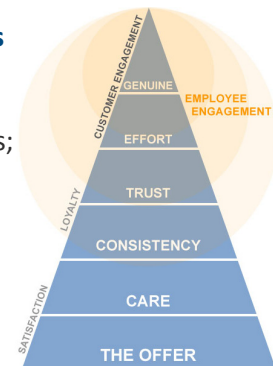 s
s;
CUSTOMER ENGAGEMENT
LOYALTY
SATISFACTION
EMPLOYEE
ENGAGEMENT
GENUINE
EFFORT
TRUST
CONSISTENCY
CARE
THE OFFER